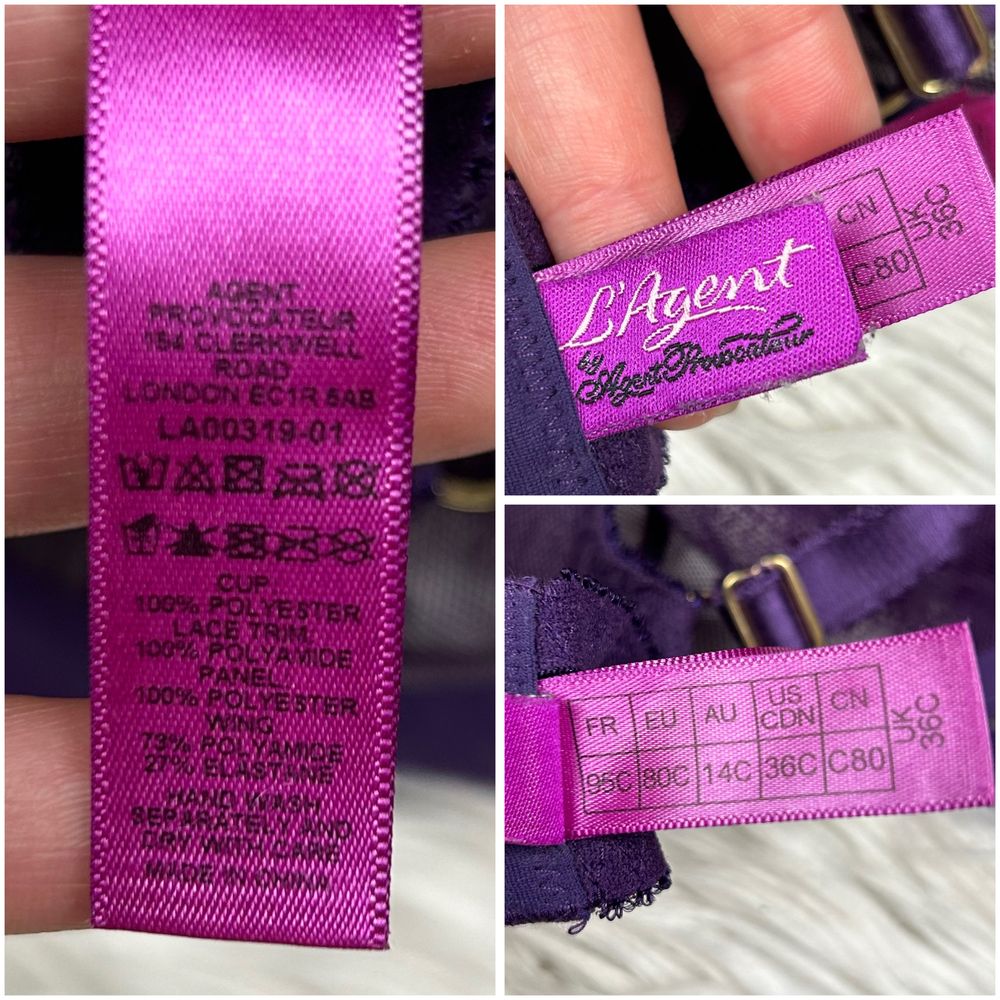 AGENT
PROVOCATEUR
154 CLERKWELL
ROAD
LONDON EC1R 5AB
LA00319-01
CUP
100% POLYESTER
LACE TRIM
100% POLYAMIDE
PANEL
100% POLYESTER
WING
73% POLYAMIDE
27% ELASTANE
HAND WASH
SEPARATELY AND
DRY WITH CARE
MADE IN CHINA
L'Agent
by
Agent Provocateur
CN
C80
UK
36C
FR EU AU US CDN CN
95C 80C 14C 36C C80
UK
36C